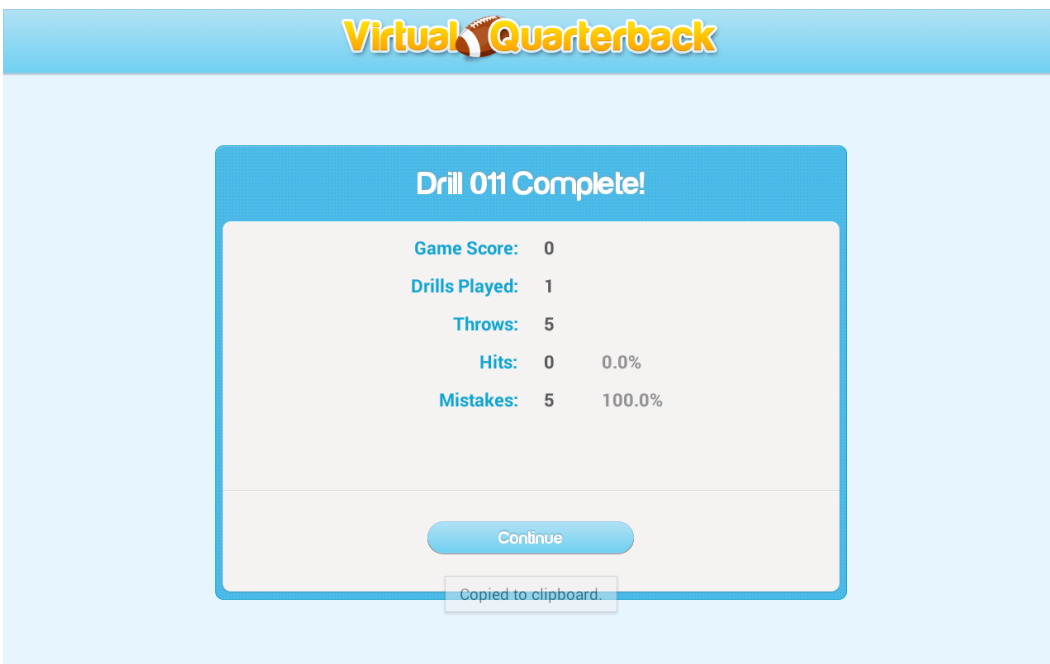 Virtual Quarterback
Drill 011 Complete!
Game Score: 0
Drills Played: 1
Throws: 5
Hits: 0 0.0%
Mistakes: 5 100.0%
Continue
Copied to clipboard.